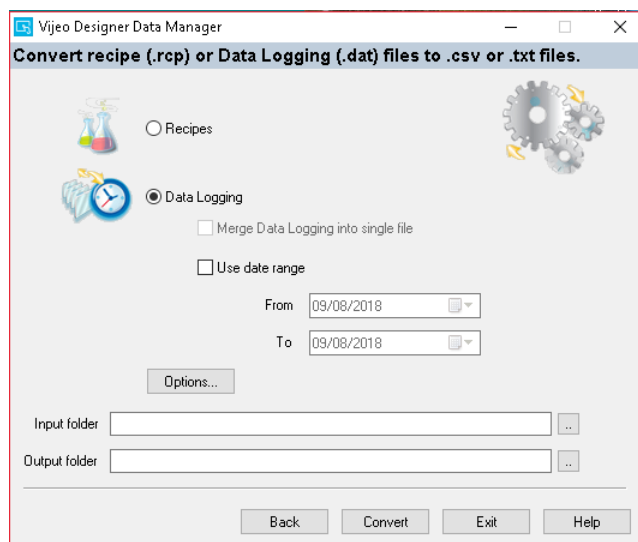 Vijeo Designer Data Manager
Convert recipe (.rcp) or Data Logging (.dat) files to .csv or .txt files.
Recipes
Data Logging
Merge Data Logging into single file
Use date range
From 09/08/2018
To 09/08/2018
Options...
Input folder ..
Output folder ..
Back Convert Exit Help